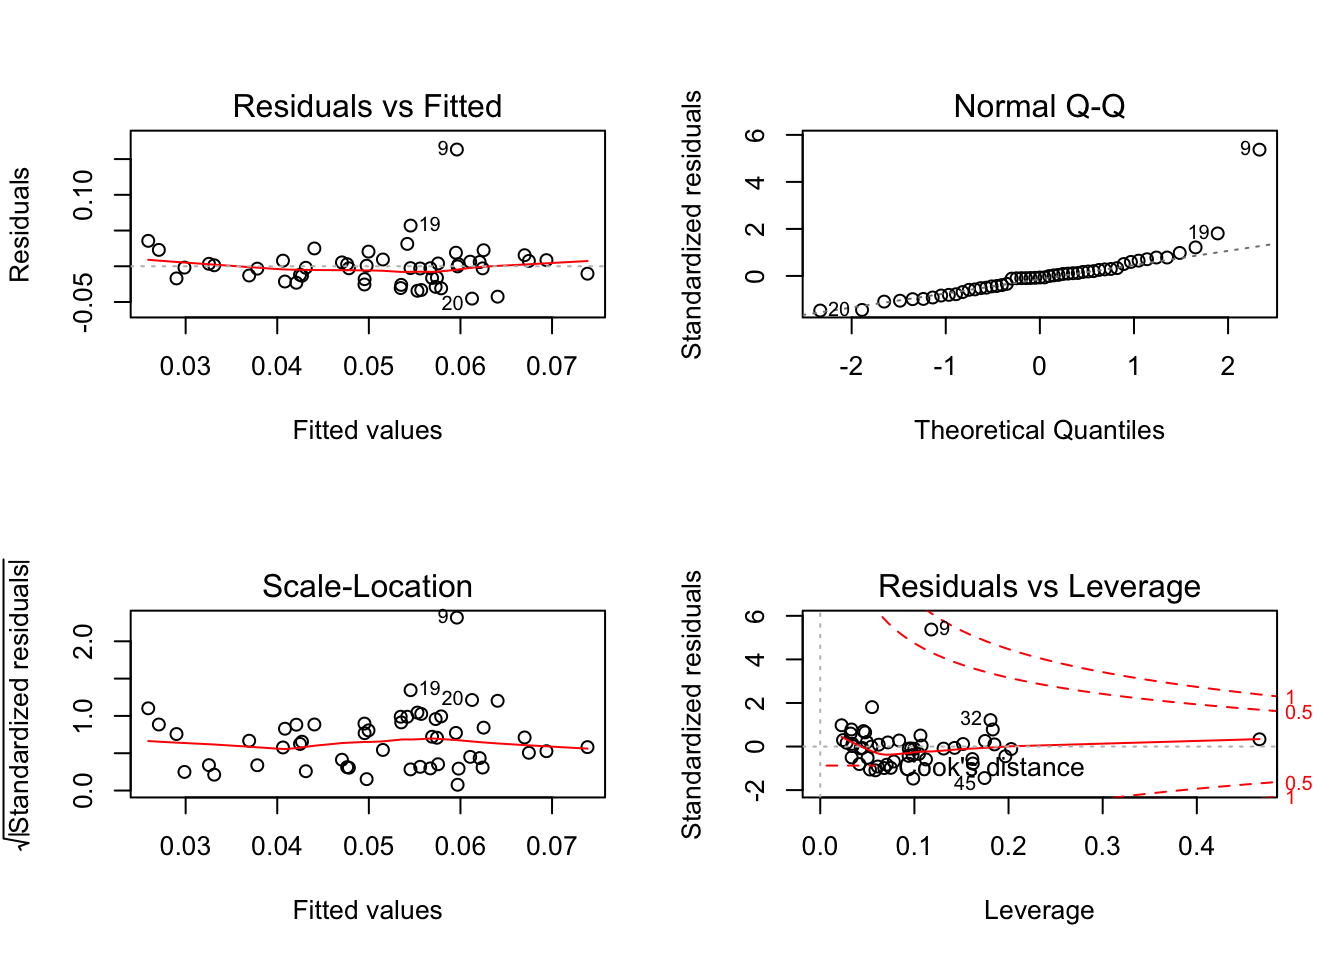 Residuals vs Fitted
Residuals
-0.05 0.10
9
19
20
0.03 0.04 0.05 0.06 0.07
Fitted values
Normal Q-Q
Standardized residuals
0 2 4 6
9
19
20
-2 -1 0 1 2
Theoretical Quantiles
Scale-Location
√|Standardized residuals|
0.0 1.0 2.0
9
19
20
0.03 0.04 0.05 0.06 0.07
Fitted values
Residuals vs Leverage
Standardized residuals
-2 0 2 4 6
9
32
45
Cook's distance
1
0.5
0.5
1
0.0 0.1 0.2 0.3 0.4
Leverage